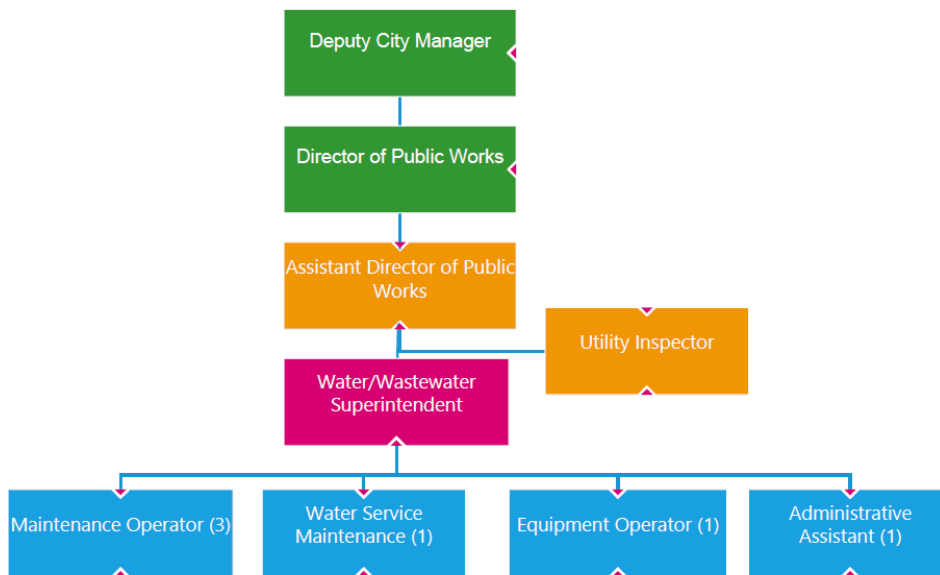 Deputy City Manager
Director of Public Works
Assistant Director of Public
Works
Utility Inspector
Water/Wastewater
Superintendent
Maintenance Operator (3)
Water Service
Maintenance (1)
Equipment Operator (1)
Administrative
Assistant (1)